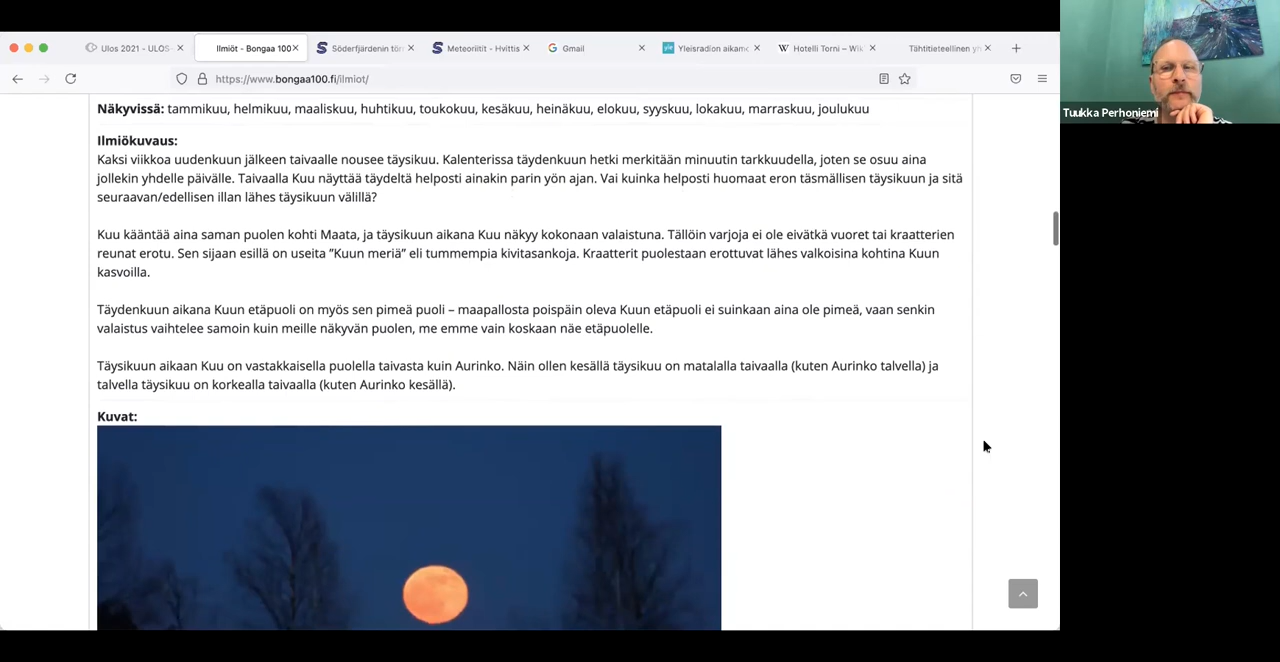 Ulos 2021 - ULOS-
Ilmiöt - Bongaa 100
Söderfjärdenin tör
Meteoriitit - Hvittis
Gmail
yle
Yleisradion aikamo
W Hotelli Torni – Wik
Tähtitieteellinen yh
https://www.bongaa100.fi/ilmiot/
Tuukka Perhoniemi
Näkyvissä: tammikuu, helmikuu, maaliskuu, huhtikuu, toukokuu, kesäkuu, heinäkuu, elokuu, syyskuu, lokakuu, marraskuu, joulukuu
Ilmiökuvaus:
Kaksi viikkoa uudenkuun jälkeen taivaalle nousee täysikuu. Kalenterissa täydenkuun hetki merkitään minuutin tarkkuudella, joten se osuu aina
jollekin yhdelle päivälle. Taivaalla Kuu näyttää täydeltä helposti ainakin parin yön ajan. Vai kuinka helposti huomaat eron täsmällisen täysikuun ja sitä
seuraavan/edellisen illan lähes täysikuun välillä?
Kuu kääntää aina saman puolen kohti Maata, ja täysikuun aikana Kuu näkyy kokonaan valaistuna. Tällöin varjoja ei ole eivätkä vuoret tai kraatterien
reunat erotu. Sen sijaan esillä on useita ”Kuun meriä” eli tummempia kivitasankoja. Kraatterit puolestaan erottuvat lähes valkoisina kohtina Kuun
kasvoilla.
Täydenkuun aikana Kuun etäpuoli on myös sen pimeä puoli – maapallosta poispäin oleva Kuun etäpuoli ei suinkaan aina ole pimeä, vaan senkin
valaistus vaihtelee samoin kuin meille näkyvän puolen, me emme vain koskaan näe etäpuolelle.
Täysikuun aikaan Kuu on vastakkaisella puolella taivasta kuin Aurinko. Näin ollen kesällä täysikuu on matalalla taivaalla (kuten Aurinko talvella) ja
talvella täysikuu on korkealla taivaalla (kuten Aurinko kesällä).
Kuvat: